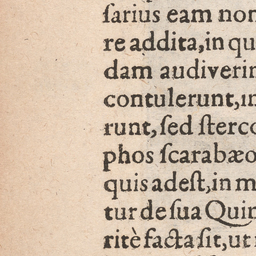 ſarius eam non
re addita,in qu
dam audiverin
contulerunt,in
runt,ſed ſterco
phos ſcarabæo
quis adeſt,in m
tur de ſua Quin
ritè facta ſit,ut